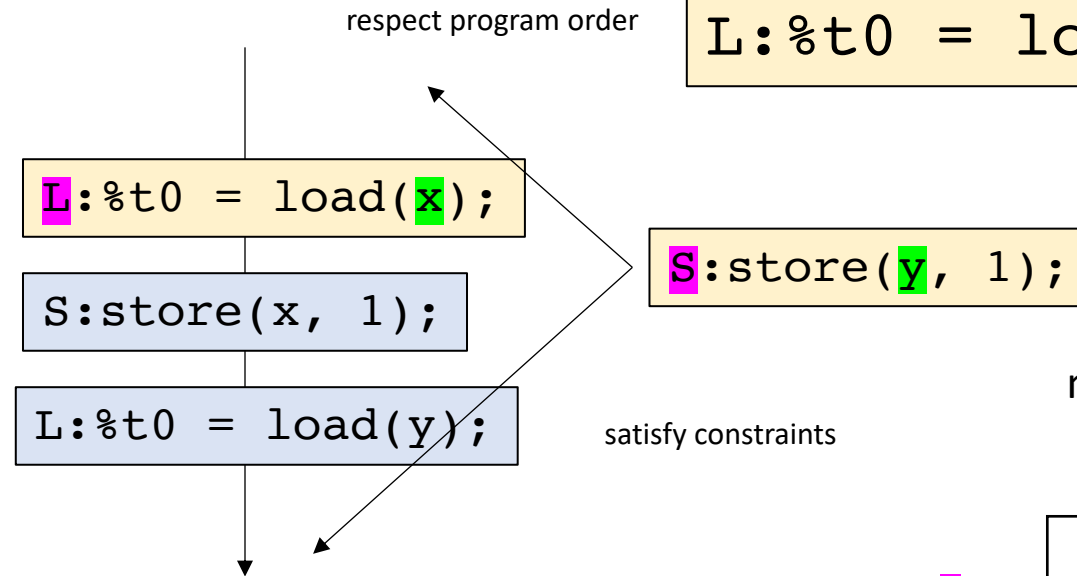 respect program order
L:%t0 = lo
L:%t0 = load(x);
S:store(y, 1);
S:store(x, 1);
L:%t0 = load(y);
satisfy constraints